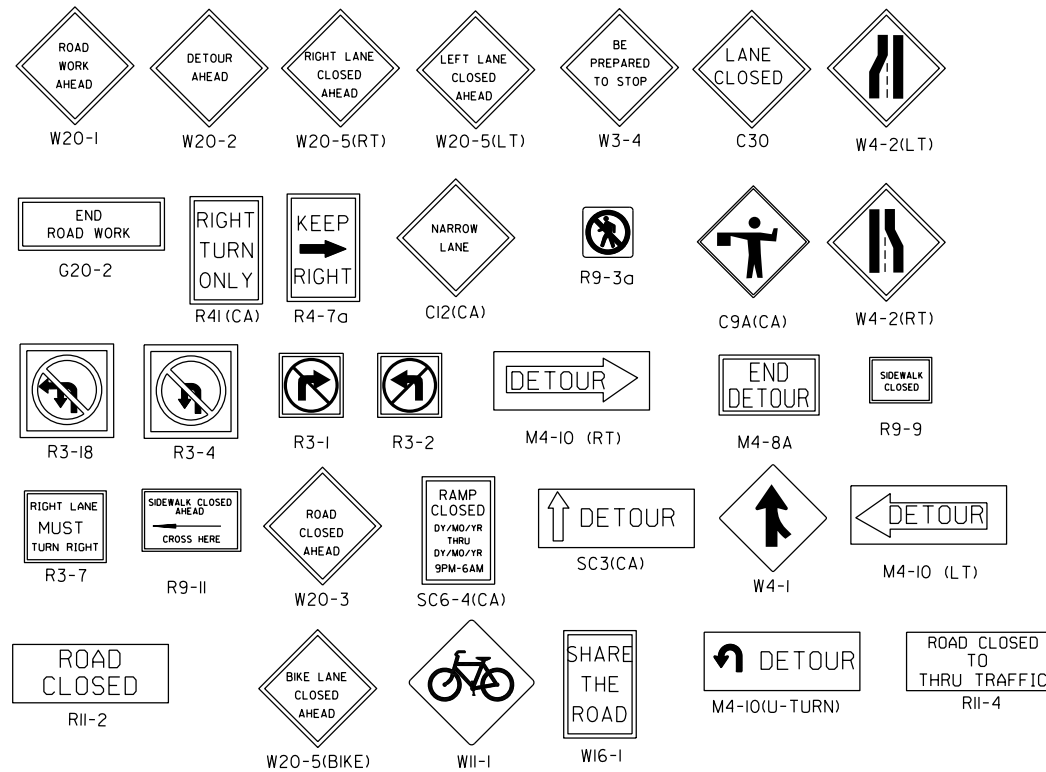 ROAD
WORK
AHEAD
W20-1
DETOUR
AHEAD
W20-2
RIGHT LANE
CLOSED
AHEAD
W20-5(RT)
LEFT LANE
CLOSED
AHEAD
W20-5(LT)
BE
PREPARED
TO STOP
W3-4
LANE
CLOSED
C30
W4-2(LT)
END
ROAD WORK
G20-2
RIGHT
TURN
ONLY
R41(CA)
KEEP
RIGHT
R4-7a
NARROW
LANE
C12(CA)
R9-3a
C9A(CA)
W4-2(RT)
R3-18
R3-4
R3-1
R3-2
DETOUR
M4-10 (RT)
END
DETOUR
M4-8A
SIDEWALK
CLOSED
R9-9
RIGHT LANE
MUST
TURN RIGHT
R3-7
SIDEWALK CLOSED
AHEAD
CROSS HERE
R9-11
ROAD
CLOSED
AHEAD
W20-3
RAMP
CLOSED
DY/MO/YR
THRU
DY/MO/YR
9PM-6AM
SC6-4(CA)
DETOUR
SC3(CA)
W4-1
DETOUR
M4-10 (LT)
ROAD
CLOSED
R11-2
BIKE LANE
CLOSED
AHEAD
W20-5(BIKE)
W11-1
SHARE
THE
ROAD
W16-1
DETOUR
M4-10(U-TURN)
ROAD CLOSED
TO
THRU TRAFFIC
R11-4